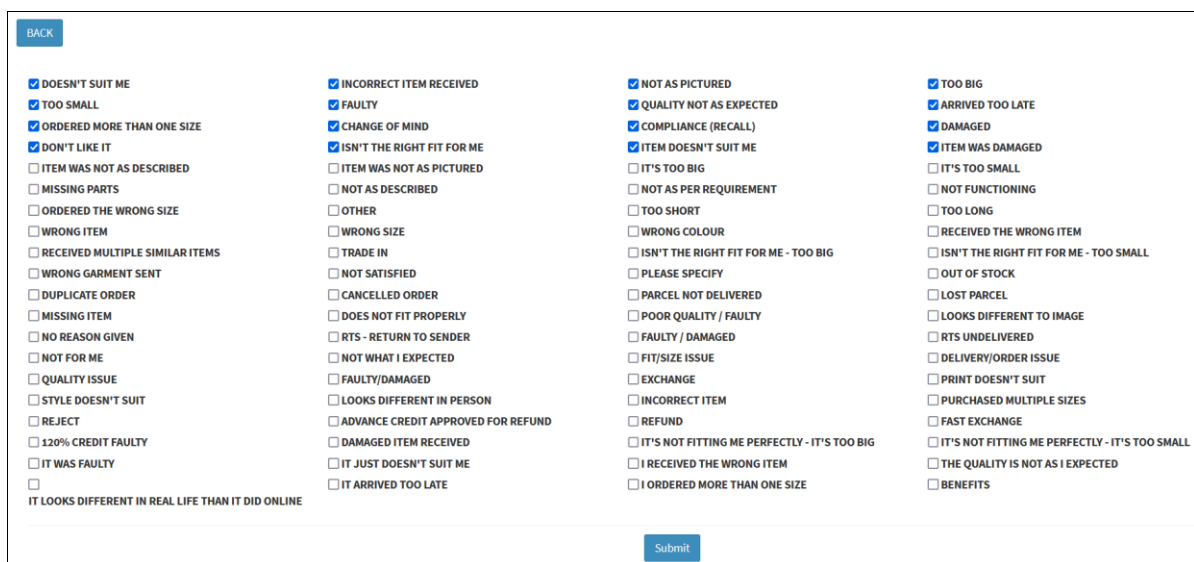 BACK
DOESN'T SUIT ME INCORRECT ITEM RECEIVED NOT AS PICTURED TOO BIG
TOO SMALL FAULTY QUALITY NOT AS EXPECTED ARRIVED TOO LATE
ORDERED MORE THAN ONE SIZE CHANGE OF MIND COMPLIANCE (RECALL) DAMAGED
DON'T LIKE IT ISN'T THE RIGHT FIT FOR ME ITEM DOESN'T SUIT ME ITEM WAS DAMAGED
ITEM WAS NOT AS DESCRIBED ITEM WAS NOT AS PICTURED IT'S TOO BIG IT'S TOO SMALL
MISSING PARTS NOT AS DESCRIBED NOT AS PER REQUIREMENT NOT FUNCTIONING
ORDERED THE WRONG SIZE OTHER TOO SHORT TOO LONG
WRONG ITEM WRONG SIZE WRONG COLOUR RECEIVED THE WRONG ITEM
RECEIVED MULTIPLE SIMILAR ITEMS TRADE IN ISN'T THE RIGHT FIT FOR ME - TOO BIG ISN'T THE RIGHT FIT FOR ME - TOO SMALL
WRONG GARMENT SENT NOT SATISFIED PLEASE SPECIFY OUT OF STOCK
DUPLICATE ORDER CANCELLED ORDER PARCEL NOT DELIVERED LOST PARCEL
MISSING ITEM DOES NOT FIT PROPERLY POOR QUALITY / FAULTY LOOKS DIFFERENT TO IMAGE
NO REASON GIVEN RTS - RETURN TO SENDER FAULTY / DAMAGED RTS UNDELIVERED
NOT FOR ME NOT WHAT I EXPECTED FIT/SIZE ISSUE DELIVERY/ORDER ISSUE
QUALITY ISSUE FAULTY/DAMAGED EXCHANGE PRINT DOESN'T SUIT
STYLE DOESN'T SUIT LOOKS DIFFERENT IN PERSON INCORRECT ITEM PURCHASED MULTIPLE SIZES
REJECT ADVANCE CREDIT APPROVED FOR REFUND REFUND FAST EXCHANGE
120% CREDIT FAULTY DAMAGED ITEM RECEIVED IT'S NOT FITTING ME PERFECTLY - IT'S TOO BIG IT'S NOT FITTING ME PERFECTLY - IT'S TOO SMALL
IT WAS FAULTY IT JUST DOESN'T SUIT ME I RECEIVED THE WRONG ITEM THE QUALITY IS NOT AS I EXPECTED
IT ARRIVED TOO LATE I ORDERED MORE THAN ONE SIZE BENEFITS
IT LOOKS DIFFERENT IN REAL LIFE THAN IT DID ONLINE
Submit